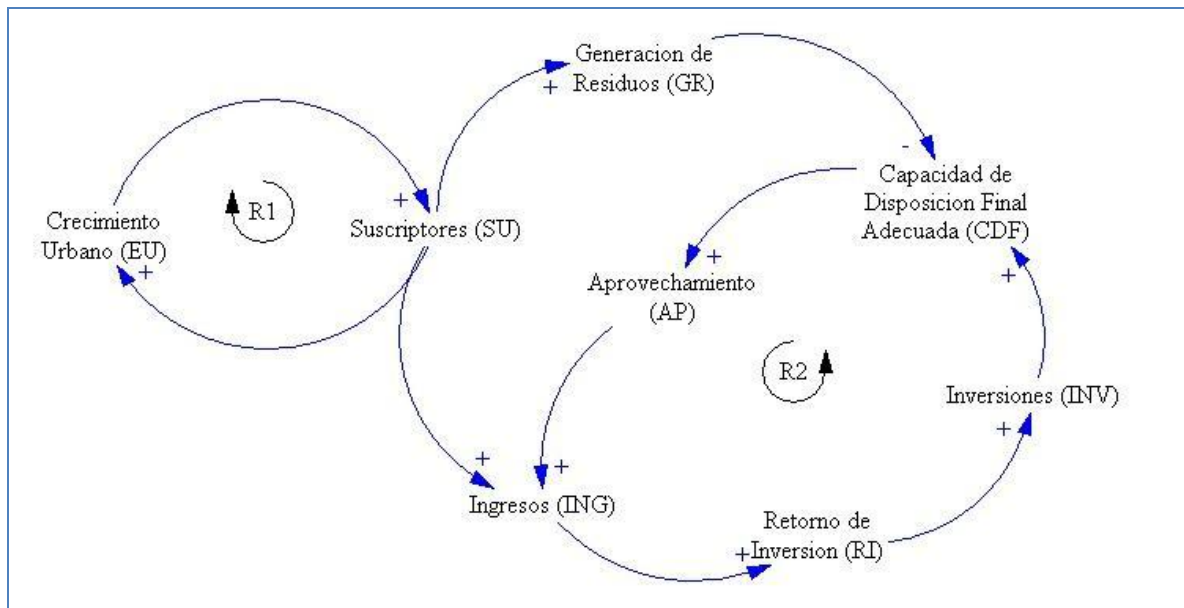 Generacion de
Residuos (GR)
+
-
Capacidad de
Disposicion Final
Adecuada (CDF)
+
R1
Crecimiento
Urbano (EU)
+
Suscriptores (SU)
+
Aprovechamiento
(AP)
+
R2
Inversiones (INV)
+
+
+
Ingresos (ING)
Retorno de
Inversion (RI)
+